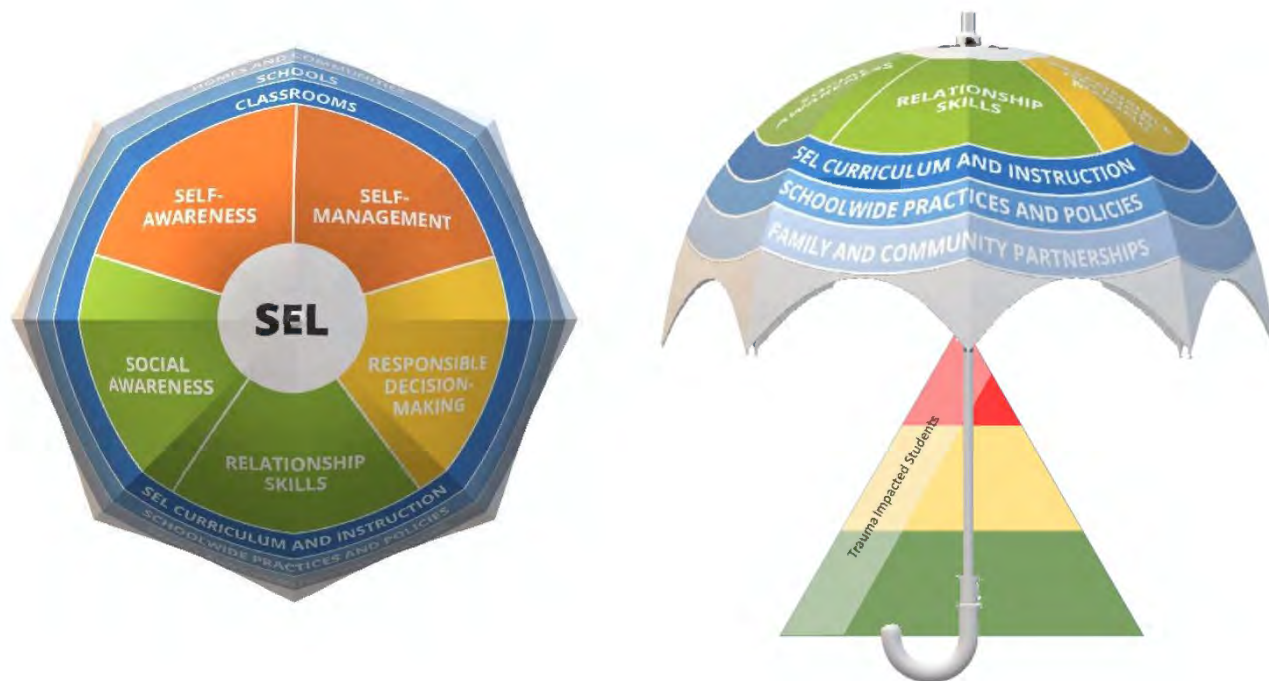 HOMES AND COMMUNITIES
SCHOOLS
CLASSROOMS
SELF-
AWARENESS
SELF-
MANAGEMENT
SEL
SOCIAL
AWARENESS
RESPONSIBLE
DECISION-
MAKING
RELATIONSHIP
SKILLS
SEL CURRICULUM AND INSTRUCTION
SCHOOLWIDE PRACTICES AND POLICIES
AWARENESS
RELATIONSHIP
SKILLS
SEL CURRICULUM AND INSTRUCTION
SCHOOLWIDE PRACTICES AND POLICIES
FAMILY AND COMMUNITY PARTNERSHIPS
Trauma Impacted Students